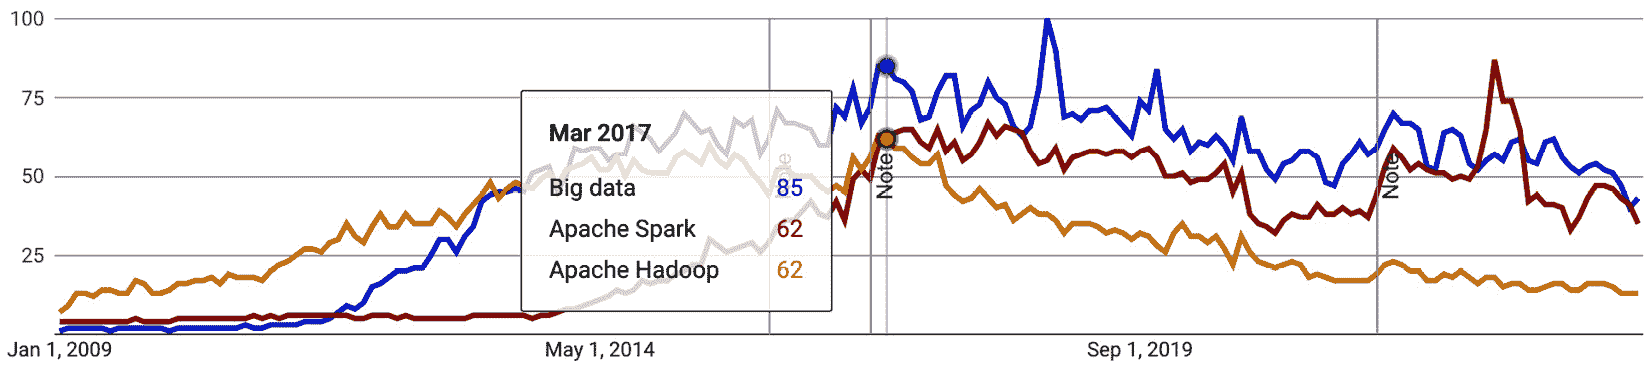 100
75
50
25
Mar 2017
Big data 85
Apache Spark 62
Apache Hadoop 62
Note
Note
Jan 1, 2009
May 1, 2014
Sep 1, 2019